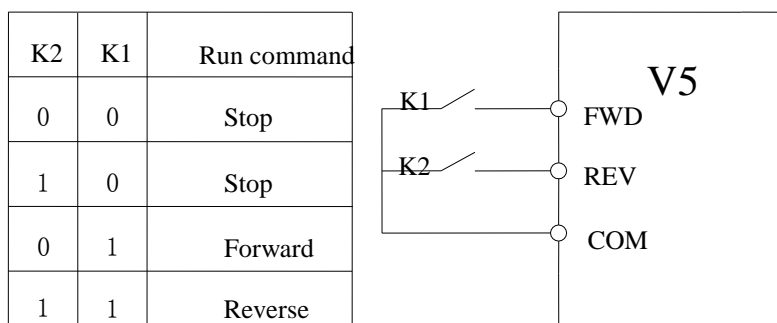 K2 K1 Run command
0 0 Stop
1 0 Stop
0 1 Forward
1 1 Reverse
V5
K1 FWD
K2 REV
COM